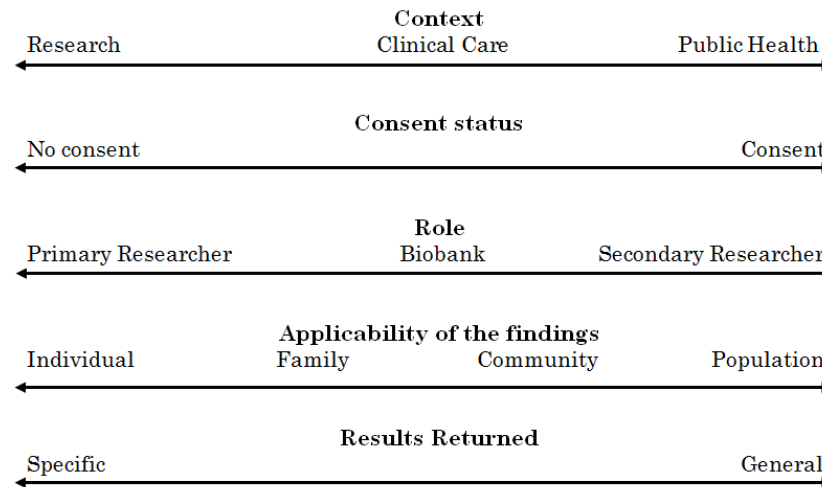 Context
Research Clinical Care Public Health
Consent status
No consent Consent
Role
Primary Researcher Biobank Secondary Researcher
Applicability of the findings
Individual Family Community Population
Results Returned
Specific General